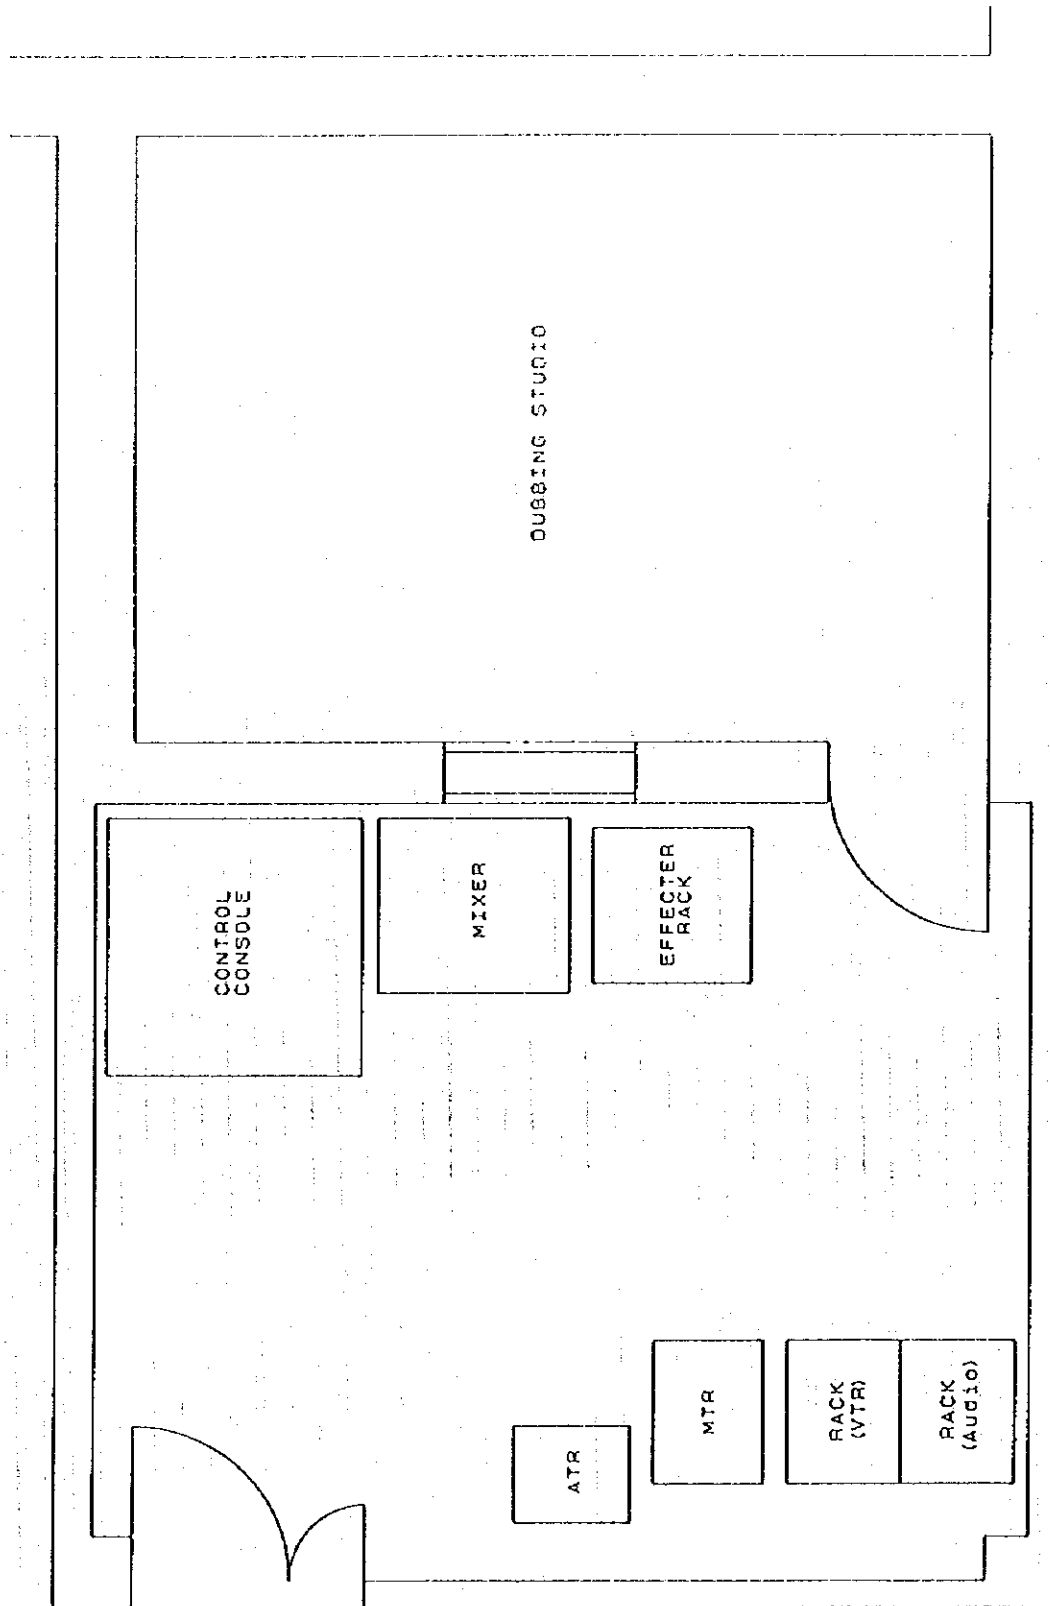 DUBBING STUDIO
CONTROL
CONSOLE
MIXER
EFFECTER
RACK
ATR
MTR
RACK
(VTR)
RACK
(Audio)